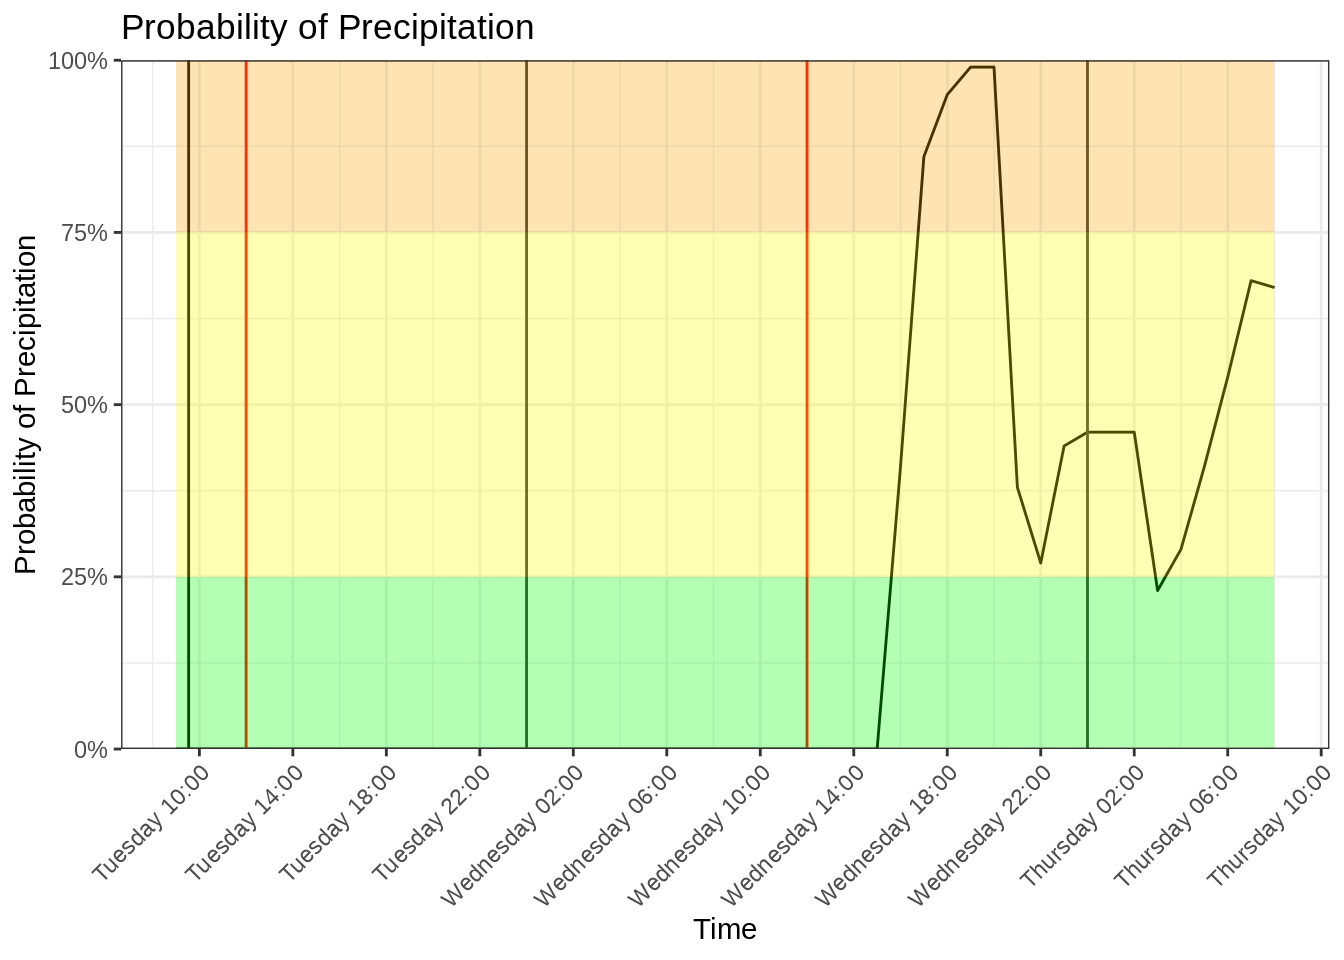 Probability of Precipitation
Probability of Precipitation
100%
75%
50%
25%
0%
Tuesday 10:00
Tuesday 14:00
Tuesday 18:00
Tuesday 22:00
Wednesday 02:00
Wednesday 06:00
Wednesday 10:00
Wednesday 14:00
Wednesday 18:00
Wednesday 22:00
Thursday 02:00
Thursday 06:00
Thursday 10:00
Time